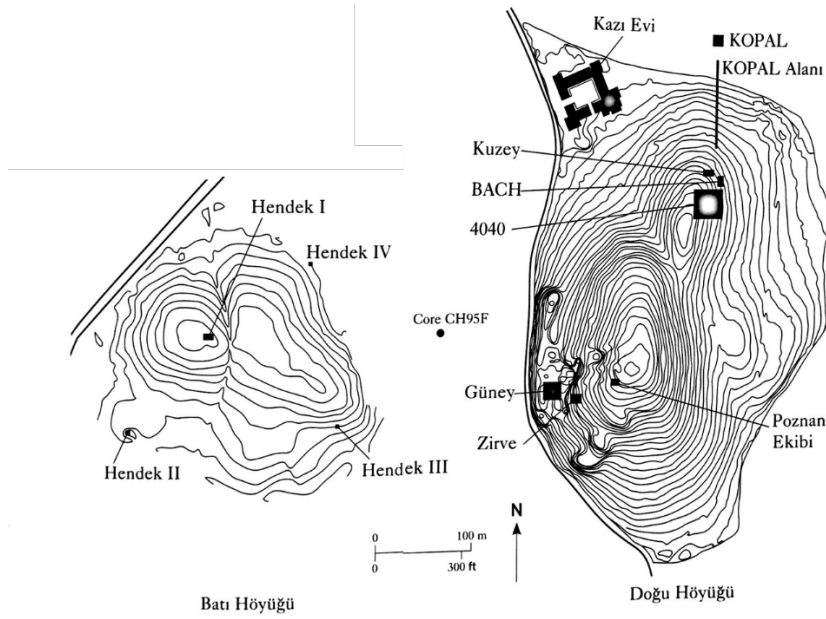 Kazı Evi
KOPAL
KOPAL Alanı
Kuzey
BACH
4040
Hendek I
Hendek IV
Core CH95F
Güney
Zirve
Poznan
Ekibi
Hendek II
Hendek III
N
0 100 m
0 300 ft
Batı Höyüğü
Doğu Höyüğü